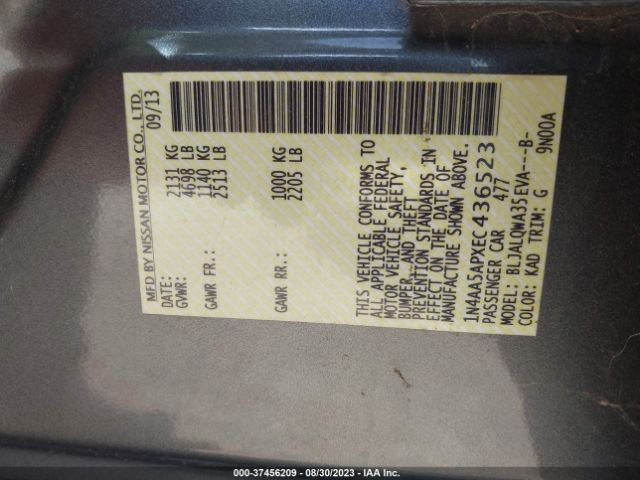 MFD BY NISSAN MOTOR CO., LTD.
DATE: 09/13
GVWR: 2131 KG
4698 LB
GAWR FR: 1140 KG
2513 LB
GAWR RR: 1000 KG
2205 LB
THIS VEHICLE CONFORMS TO
ALL APPLICABLE FEDERAL
MOTOR VEHICLE SAFETY,
BUMPER, AND THEFT
PREVENTION STANDARDS IN
EFFECT ON THE DATE OF
MANUFACTURE SHOWN ABOVE.
1N4AA5APXEC436523
PASSENGER CAR 477
MODEL: BLJALQWA35EVA---B-
COLOR: KAD TRIM: G 9N00A
000-37456209 - 08/30/2023 - IAA Inc.